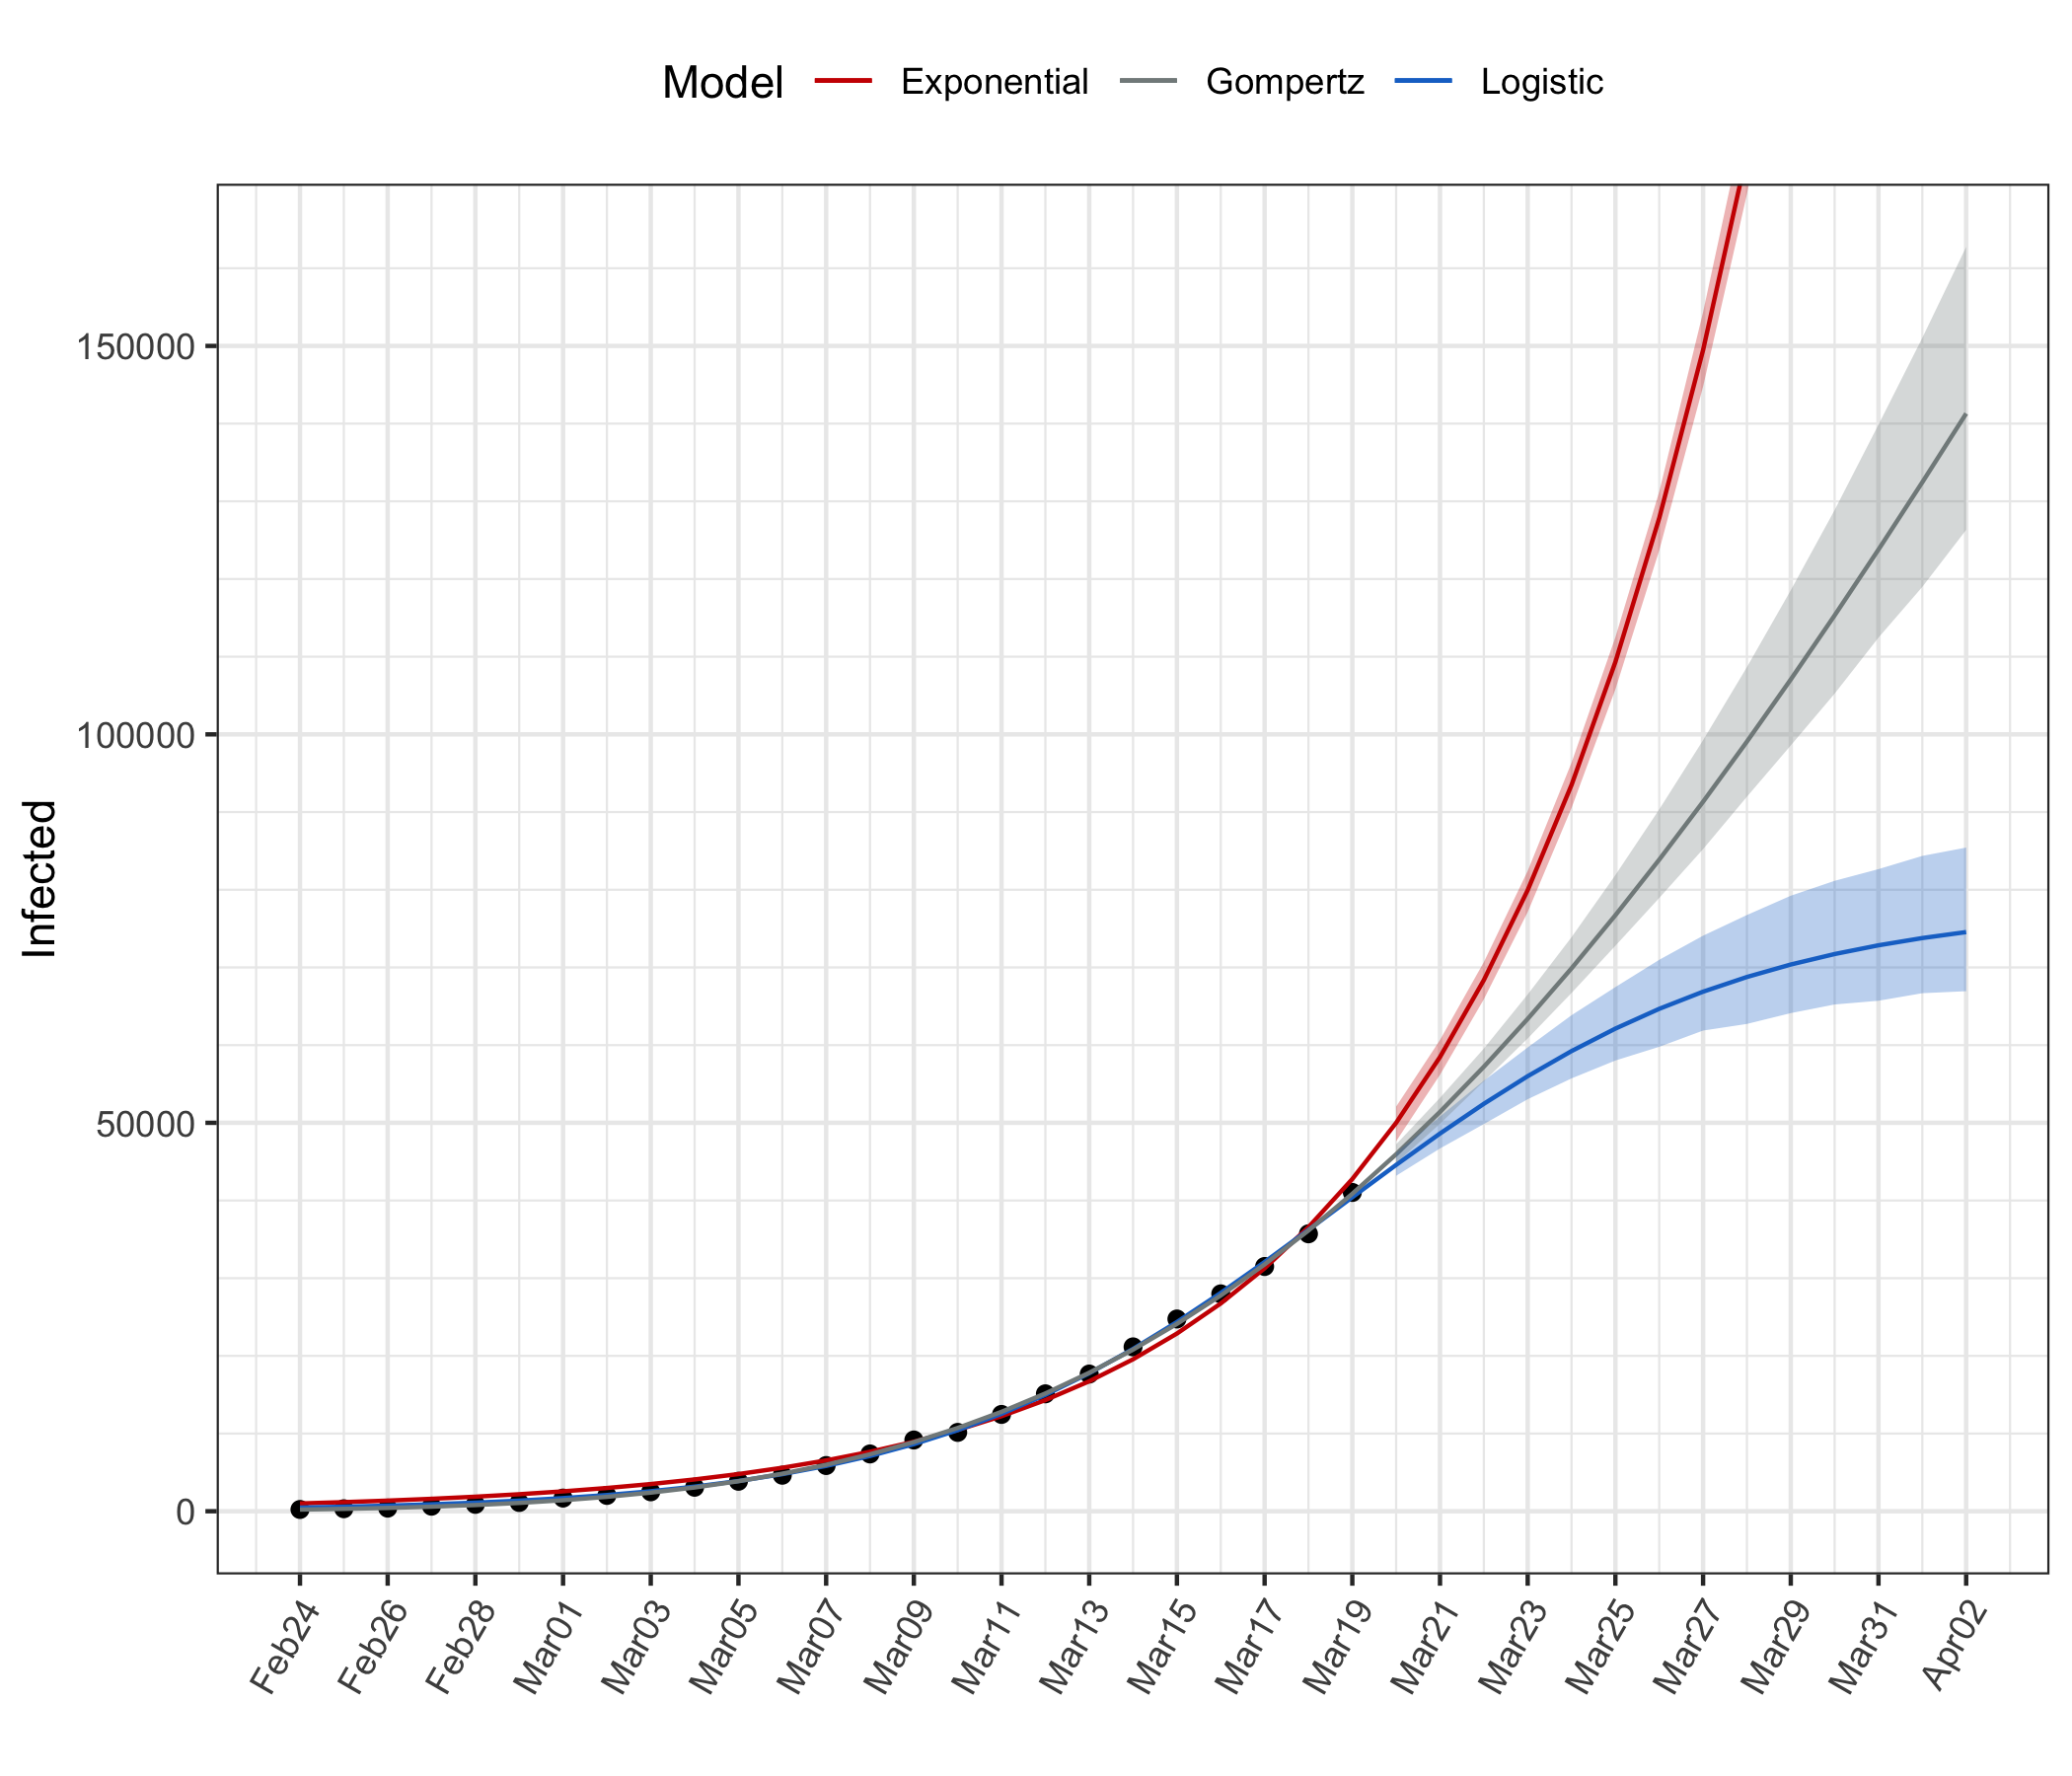 Model Exponential Gompertz Logistic
Infected
150000
100000
50000
0
Feb24 Feb26 Feb28 Mar01 Mar03 Mar05 Mar07 Mar09 Mar11 Mar13 Mar15 Mar17 Mar19 Mar21 Mar23 Mar25 Mar27 Mar29 Mar31 Apr02